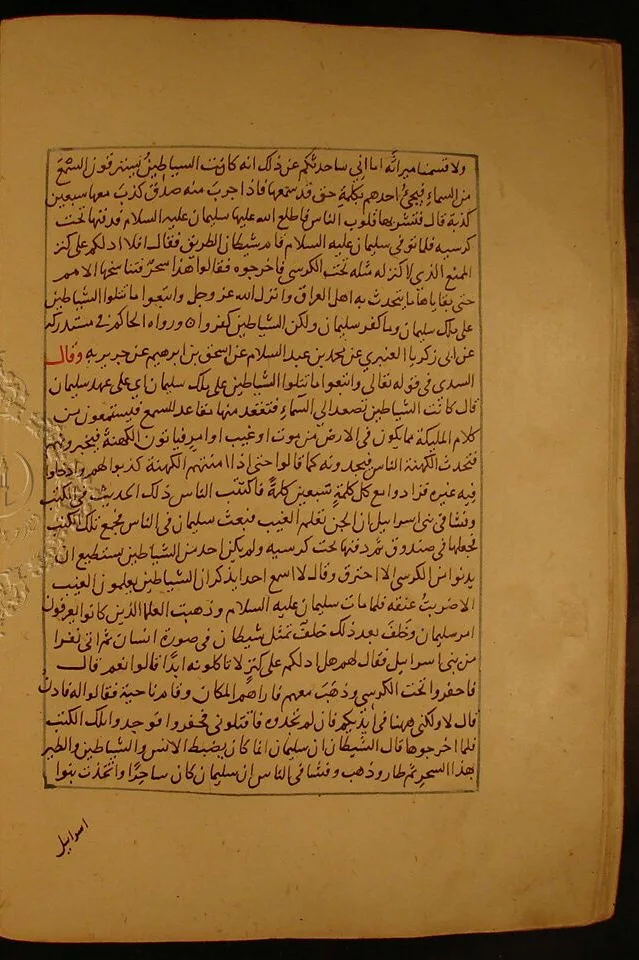 ولا قسمنا ميراثه اما اني ساحدثكم عن ذلك انه كانت الشياطين يسترقون السمع
من السماء فيجئ احدهم بكلمة حق قد سمعها فاذا جرب منه صدق كذب معها سبعين
كذبة قال فتشربها قلوب الناس فاطلع الله عليها سليمان عليه السلام فدفنها تحت
كرسيه فلما توفي سليمان عليه السلام قام شيطان الطريق فقال افلا ادلكم على كنز
الممنع الذي لا كنز له مثله تحت الكرسي فاخرجوه فقالوا هذا سحر فتناسخها الامم
حتى بقاياها ما يتحدث به اهل العراق وانزل الله عز وجل واتبعوا ما تتلوا الشياطين
على ملك سليمان وما كفر سليمان ولكن الشياطين كفروا ورواه الحاكم في مستدركه
عن ابي زكريا العنبري عن محمد بن عبد السلام عن اسحق بن ابرهيم عن جرير به وقال
السدي في قوله تعالى واتبعوا ما تتلوا الشياطين على ملك سليمان اي على عهد سليمان
قال كانت الشياطين تصعد الى السماء فتقعد منها مقاعد للسمع فيستمعون من
كلام المليكة مما يكون في الارض من موت او غيب او امر فياتون الكهنة فيخبرونهم
فتحدث الكهنة الناس فيجدونه كما قالوا حتى اذا امنتهم الكهنة كذبوا لهم وادخلوا
فيه غيره فزادوا مع كل كلمة سبعين كلمة فاكتتب الناس ذلك الحديث في الكتب
وفشا في بني اسرايل ان الجن تعلم الغيب فبعث سليمان في الناس فجمع تلك الكتب
فجعلها في صندوق ثم دفنها تحت كرسيه ولم يكن احد من الشياطين يستطيع ان
يدنوا من الكرسي الا احترق وقال لا اسمع احدا يذكر ان الشياطين يعلمون الغيب
الا ضربت عنقه فلما مات سليمان عليه السلام وذهبت العلما الذين كانوا يعرفون
امر سليمان وخلف بعد ذلك خلف تمثل شيطان في صورة انسان ثم اتى نفرا
من بني اسرايل فقال لهم هل ادلكم على كنز لا تاكلونه ابدا قالوا نعم قال
فاحفروا تحت الكرسي وذهب معهم فاراهم المكان وقام ناحية فقالوا له فادن
قال لا ولكني ههنا في ايديكم فان لم تجدوه فاقتلوني فحفروا فوجدوا تلك الكتب
فلما اخرجوها قال الشيطان ان سليمان انما كان يضبط الانس والشياطين والطير
بهذا السحر ثم طار وذهب وفشا في الناس ان سليمان كان ساحرا واتخذت بنوا
اسرايل